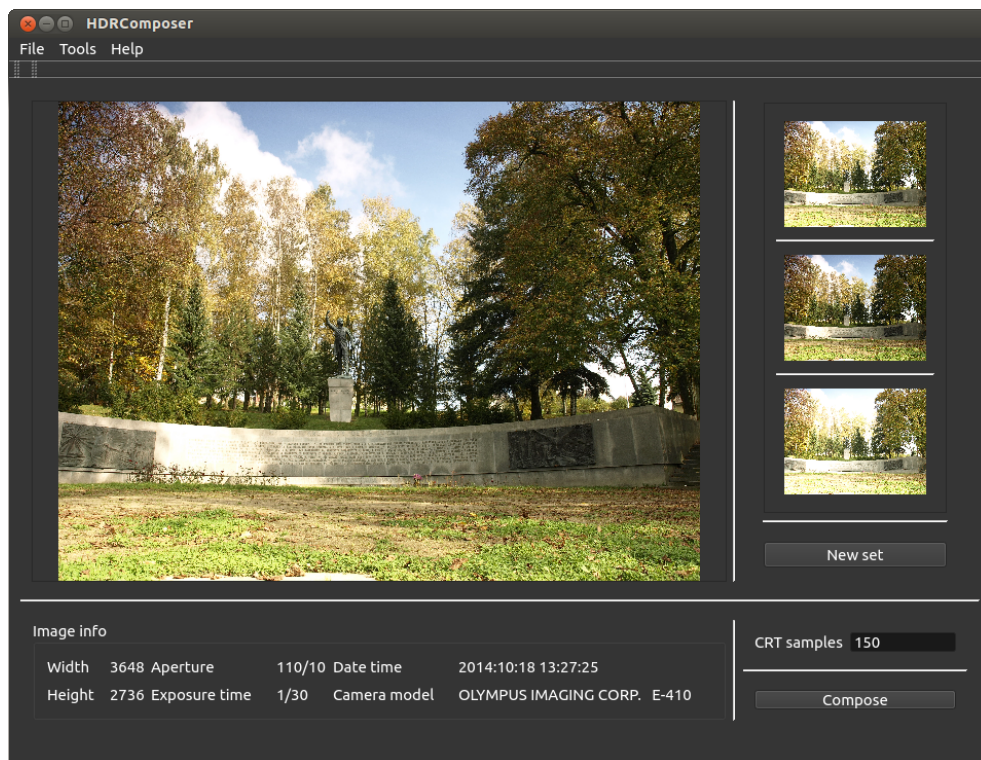 HDRComposer
File Tools Help
New set
Image info
Width 3648 Aperture 110/10 Date time 2014:10:18 13:27:25
Height 2736 Exposure time 1/30 Camera model OLYMPUS IMAGING CORP. E-410
CRT samples 150
Compose